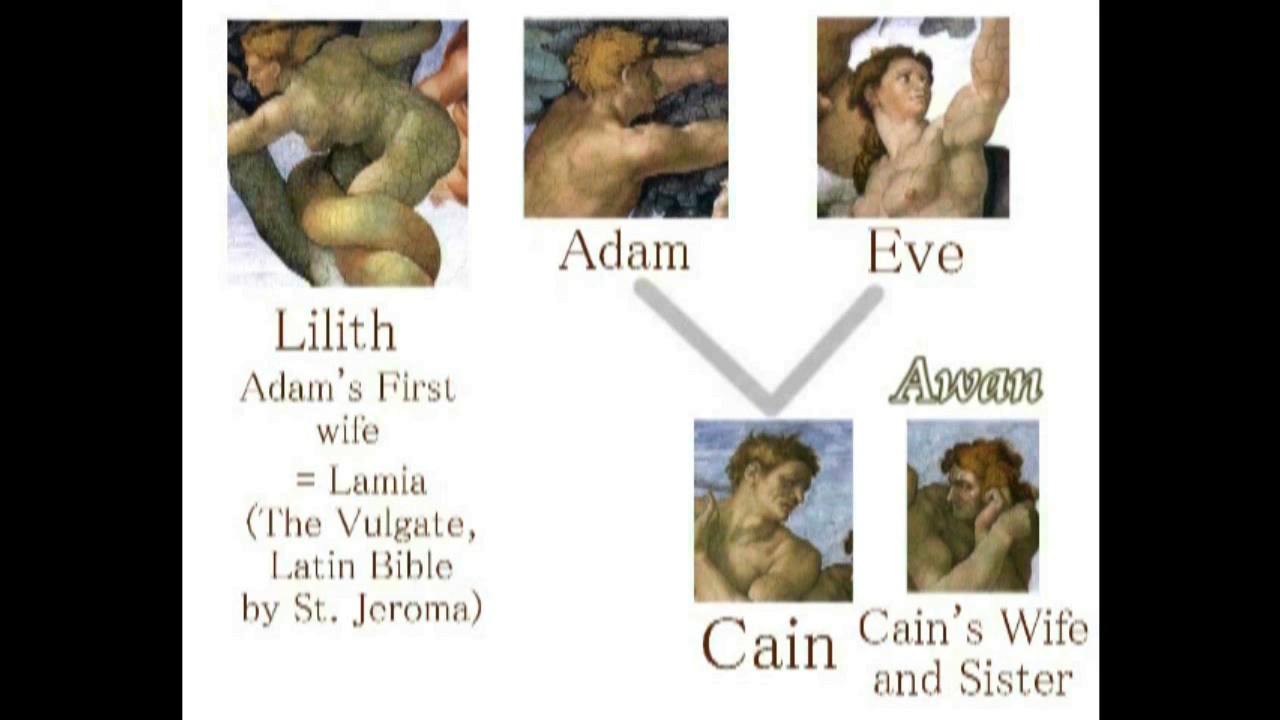 Adam
Eve
Lilith
Adam's First
wife
= Lamia
(The Vulgate,
Latin Bible
by St. Jeroma)
Awan
Cain
Cain's Wife
and Sister